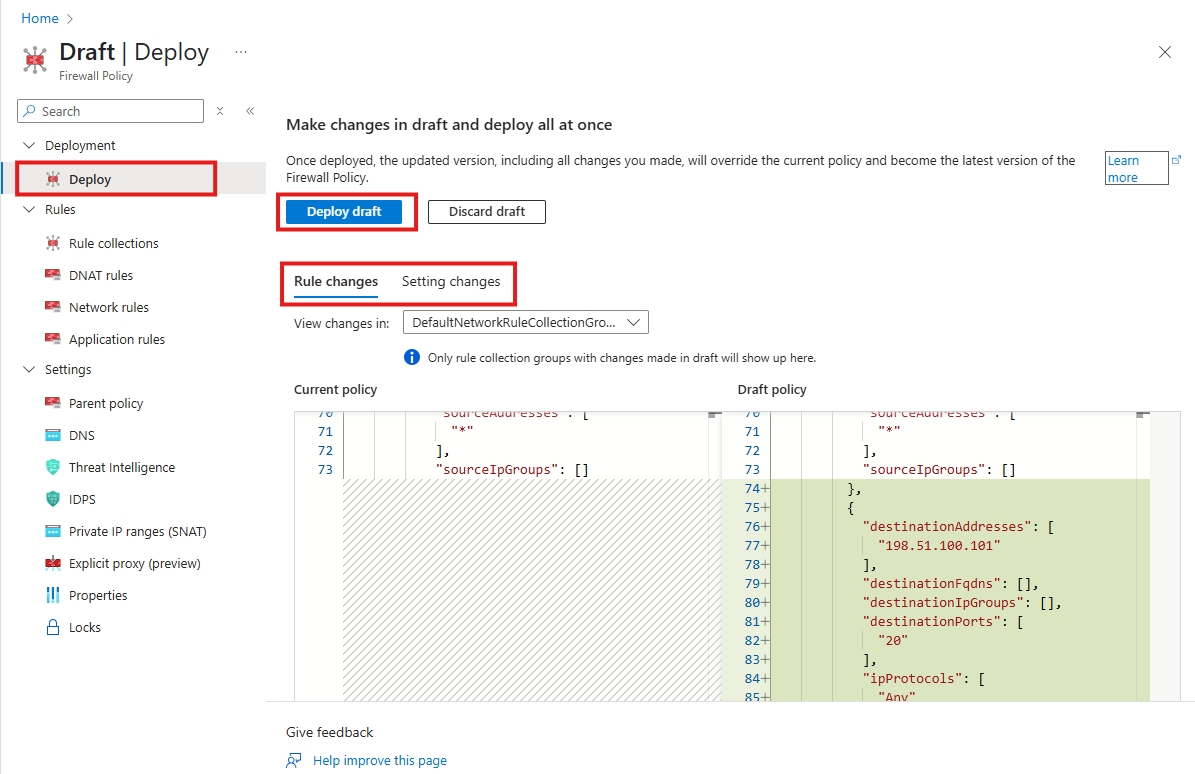 Home
Draft | Deploy ...
Firewall Policy
Search
Deployment
Deploy
Rules
Rule collections
DNAT rules
Network rules
Application rules
Settings
Parent policy
DNS
Threat Intelligence
IDPS
Private IP ranges (SNAT)
Explicit proxy (preview)
Properties
Locks
Make changes in draft and deploy all at once
Once deployed, the updated version, including all changes you made, will override the current policy and become the latest version of the
Firewall Policy.
Learn
more
Deploy draft
Discard draft
Rule changes
Setting changes
View changes in:
DefaultNetworkRuleCollectionGro...
Only rule collection groups with changes made in draft will show up here.
Current policy
70 "sourceAddresses": [
71 "*"
72 ],
73 "sourceIpGroups": []
Draft policy
70 "sourceAddresses": [
71 "*"
72 ],
73 "sourceIpGroups": []
74+ },
75+ {
76+ "destinationAddresses": [
77+ "198.51.100.101"
78+ ],
79+ "destinationFqdns": [],
80+ "destinationIpGroups": [],
81+ "destinationPorts": [
82+ "20"
83+ ],
84+ "ipProtocols": [
85+ "Any"
Give feedback
Help improve this page